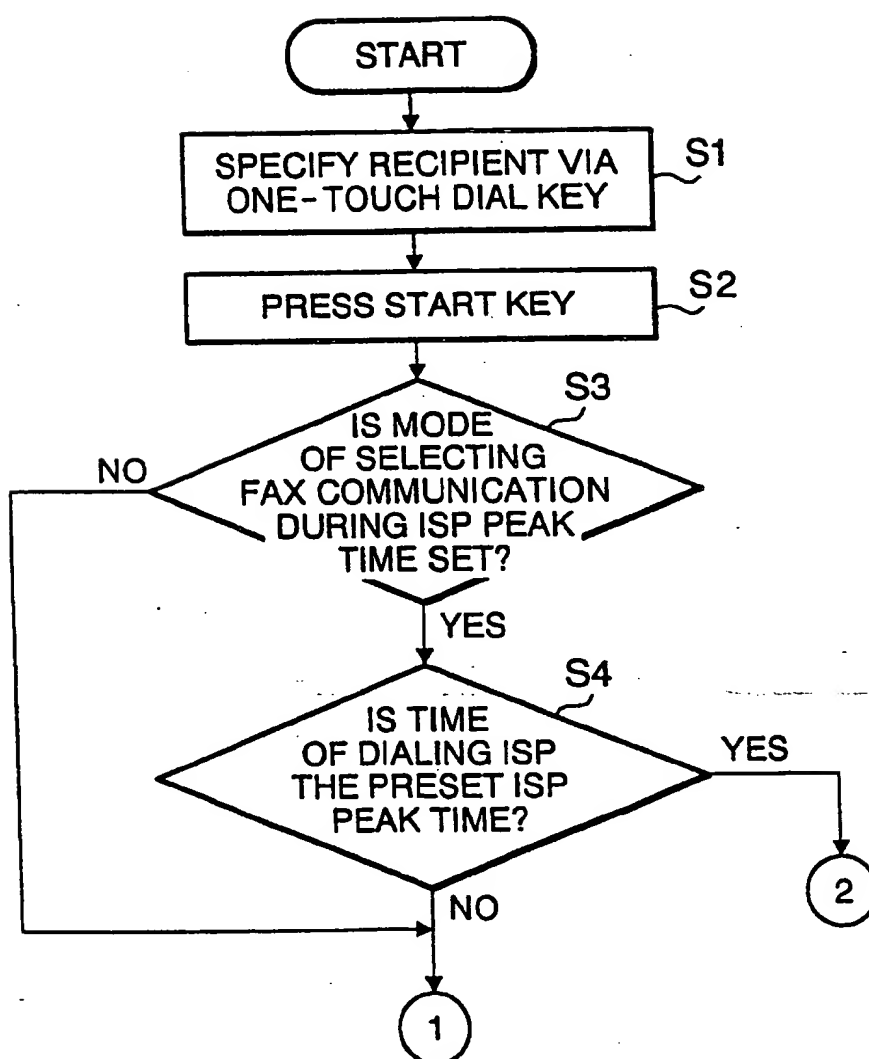 START
SPECIFY RECIPIENT VIA
ONE-TOUCH DIAL KEY
S1
PRESS START KEY
S2
S3
IS MODE
OF SELECTING
FAX COMMUNICATION
DURING ISP PEAK
TIME SET?
NO
YES
S4
IS TIME
OF DIALING ISP
THE PRESET ISP
PEAK TIME?
YES
2
NO
1